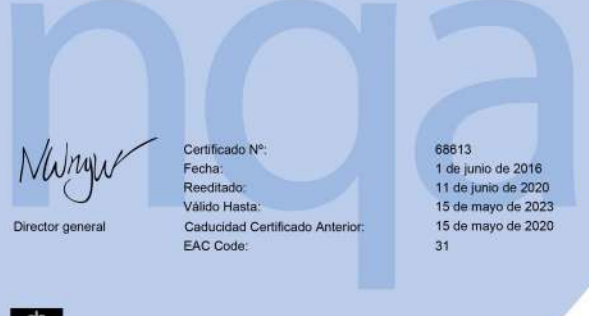 nqa
Certificado Nº: 68613
Fecha: 1 de junio de 2016
Reeditado: 11 de junio de 2020
Válido Hasta: 15 de mayo de 2023
Director general Caducidad Certificado Anterior: 15 de mayo de 2020
EAC Code: 31